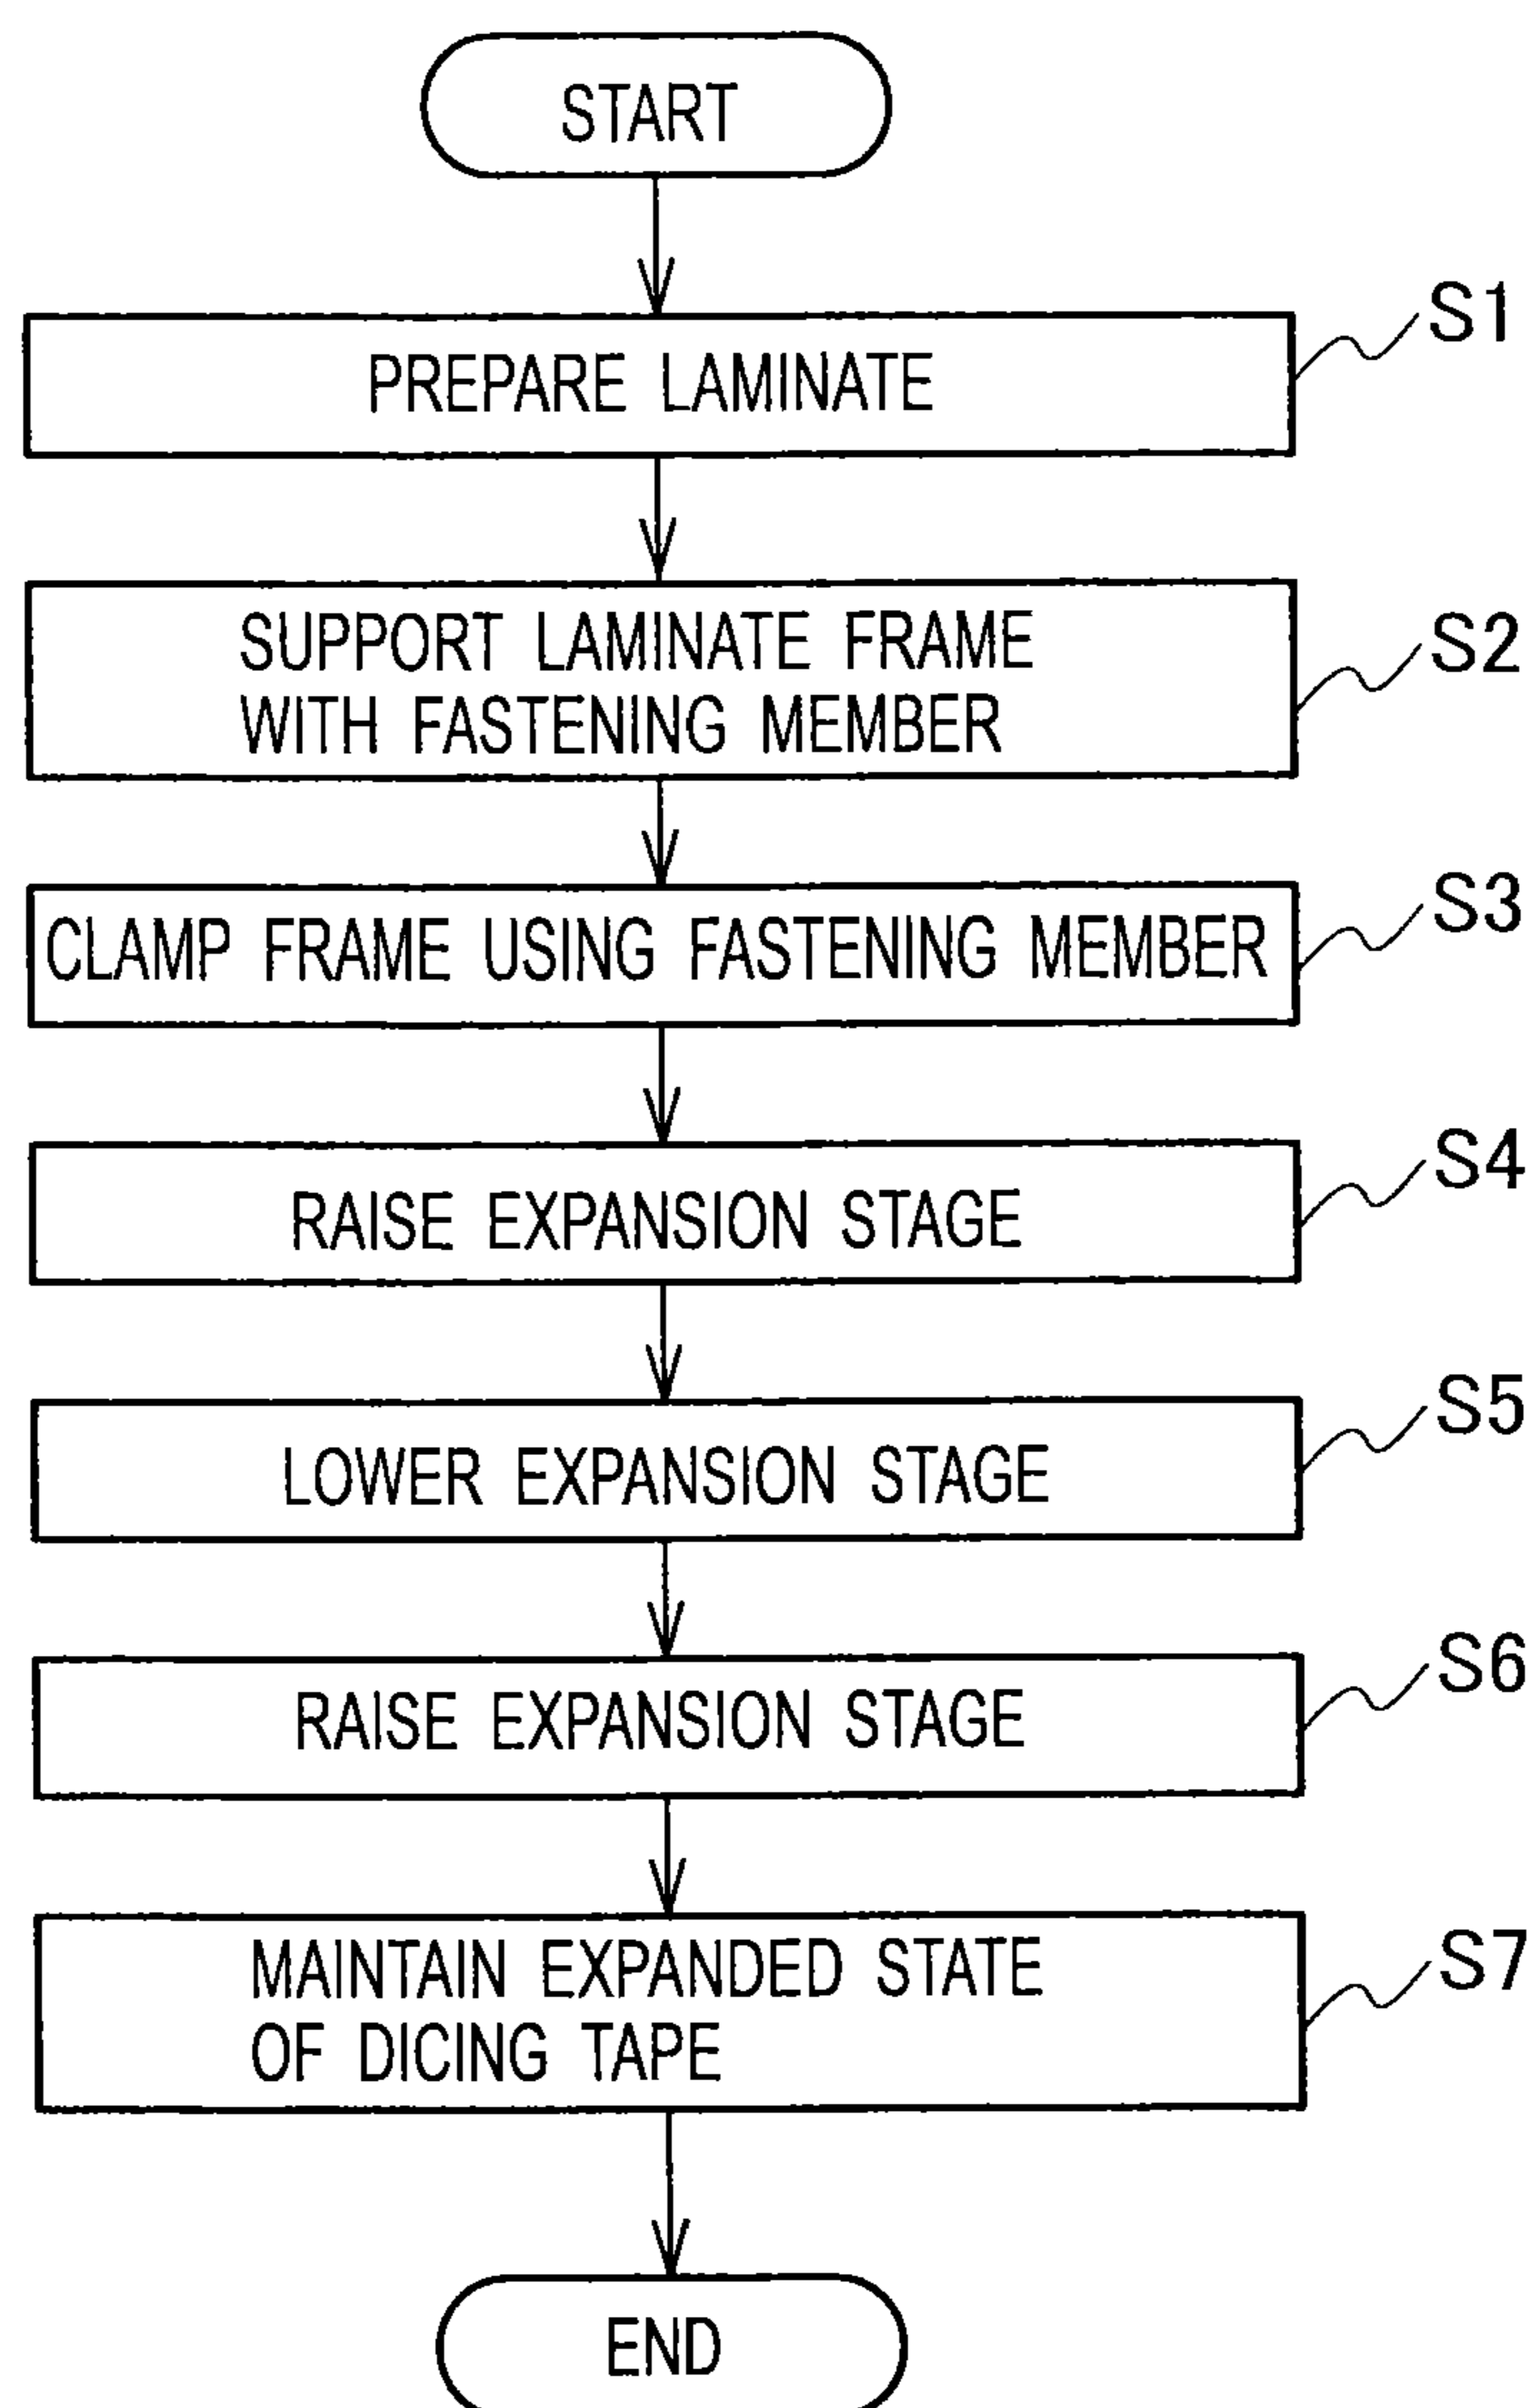 START
PREPARE LAMINATE
S1
SUPPORT LAMINATE FRAME
WITH FASTENING MEMBER
S2
CLAMP FRAME USING FASTENING MEMBER
S3
RAISE EXPANSION STAGE
S4
LOWER EXPANSION STAGE
S5
RAISE EXPANSION STAGE
S6
MAINTAIN EXPANDED STATE
OF DICING TAPE
S7
END